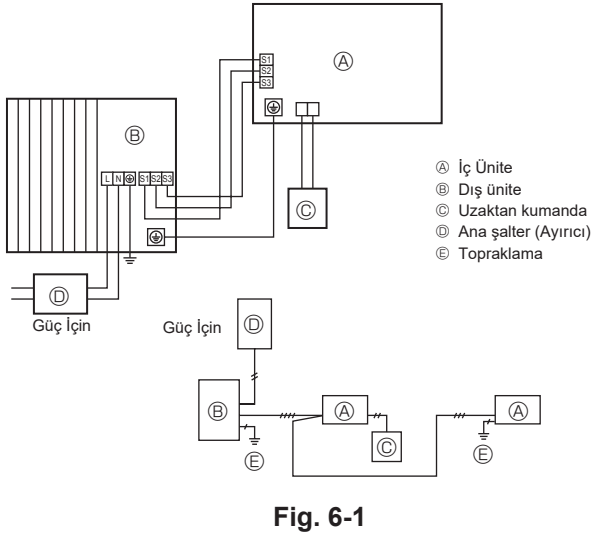 S1
S2
S3
Ⓐ
Ⓑ
L N S1 S2 S3
Ⓒ
Ⓓ
Güç İçin
Ⓐ İç Ünite
Ⓑ Dış ünite
Ⓒ Uzaktan kumanda
Ⓓ Ana şalter (Ayırıcı)
Ⓔ Topraklama
Güç İçin
Ⓓ
Ⓑ
Ⓐ
Ⓐ
Ⓒ
Ⓔ
Ⓔ
Fig. 6-1